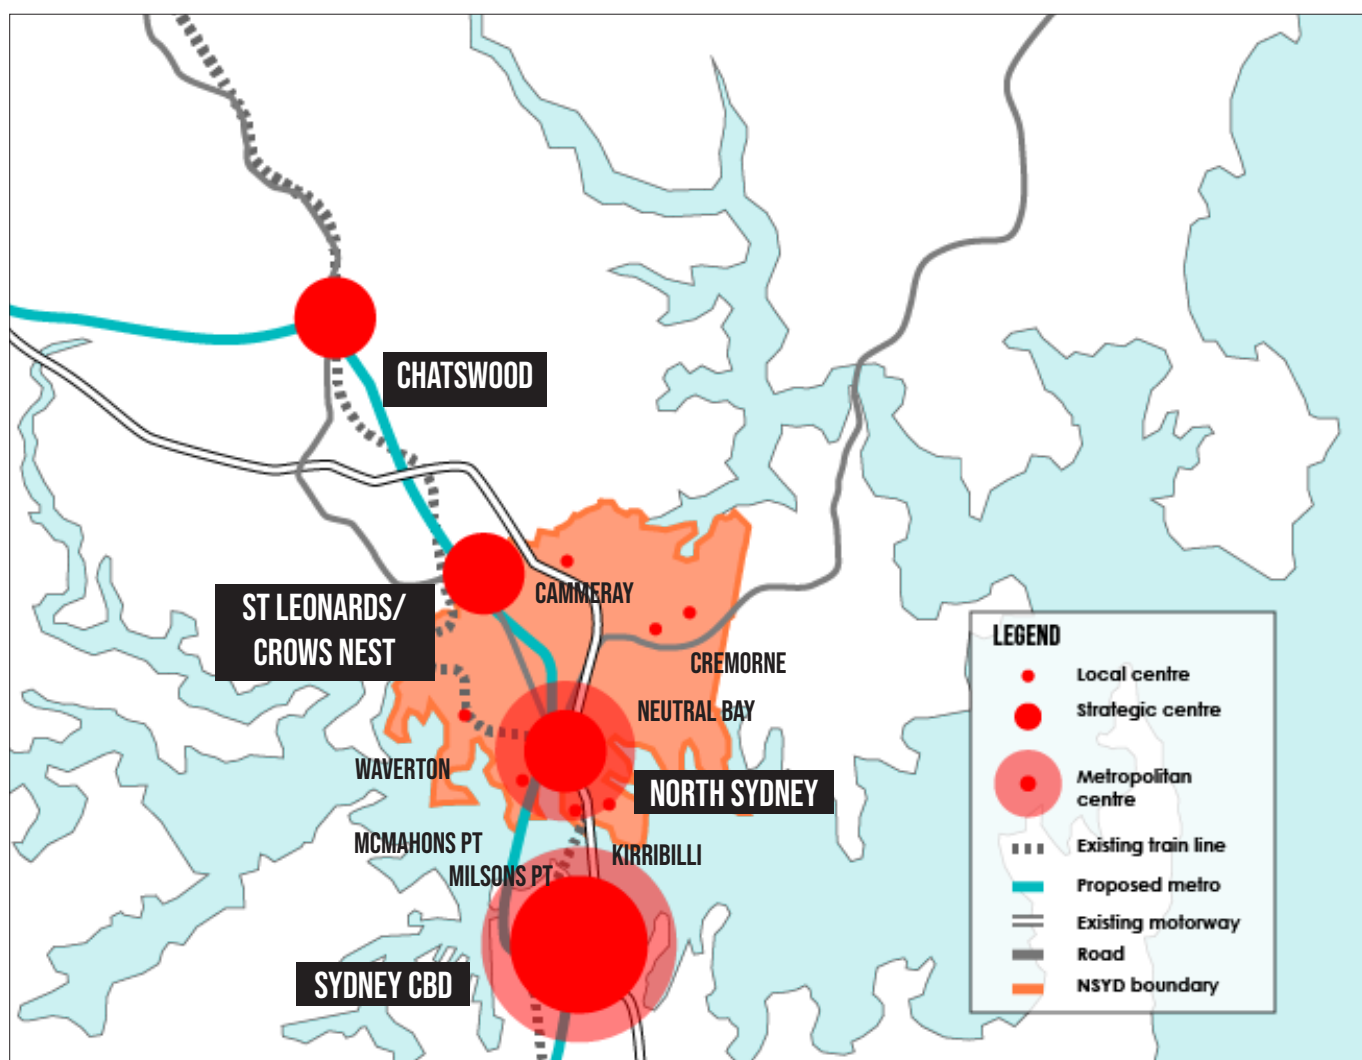 CHATSWOOD
ST LEONARDS/
CROWS NEST
CAMMERAY
CREMORNE
NEUTRAL BAY
WAVERTON
NORTH SYDNEY
MCMAHONS PT
KIRRIBILLI
MILSONS PT
SYDNEY CBD
LEGEND
Local centre
Strategic centre
Metropolitan
centre
Existing train line
Proposed metro
Existing motorway
Road
NSYD boundary